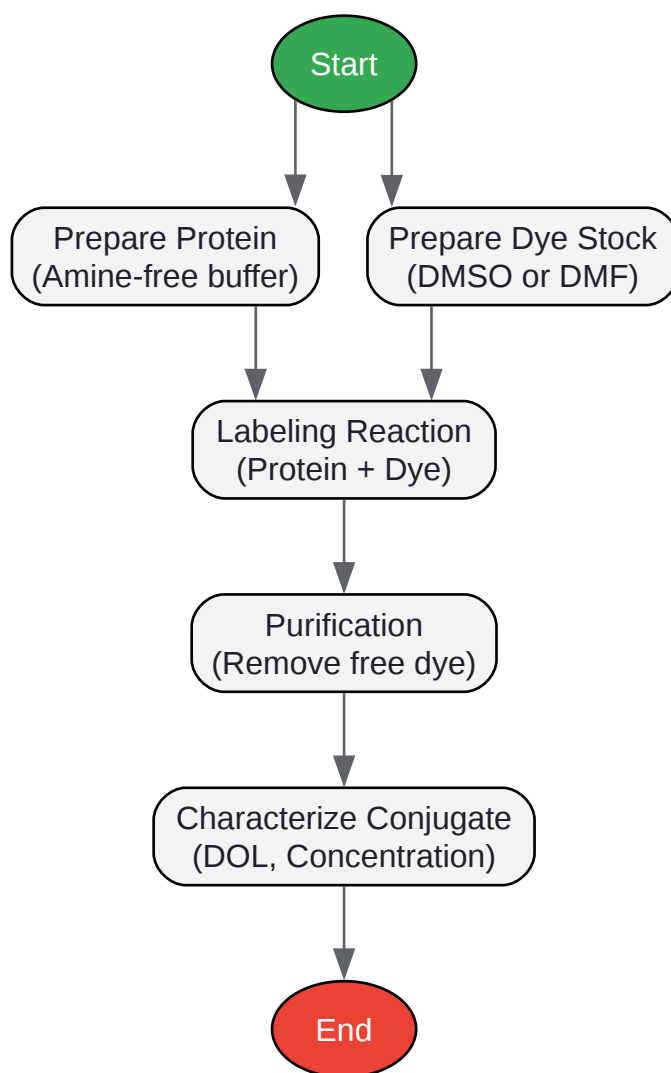 Start
Prepare Protein
(Amine-free buffer)
Prepare Dye Stock
(DMSO or DMF)
Labeling Reaction
(Protein + Dye)
Purification
(Remove free dye)
Characterize Conjugate
(DOL, Concentration)
End